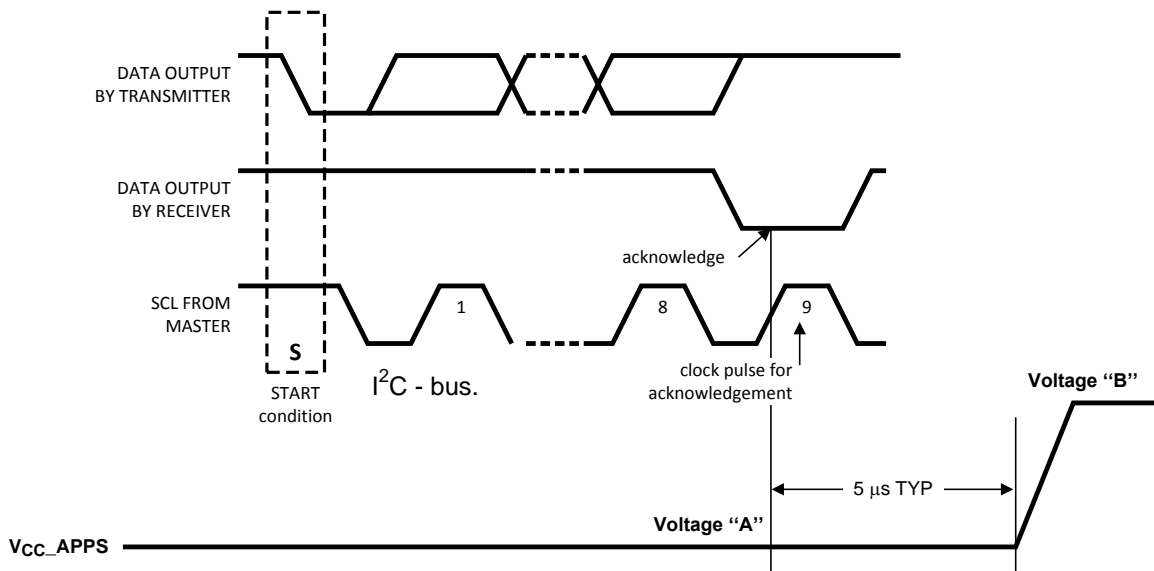 DATA OUTPUT
BY TRANSMITTER
DATA OUTPUT
BY RECEIVER
acknowledge
SCL FROM
MASTER
1
8
9
S
START
condition
I²C - bus.
clock pulse for
acknowledgement
Voltage “B”
5 μs TYP
Voltage “A”
VCC_APPS